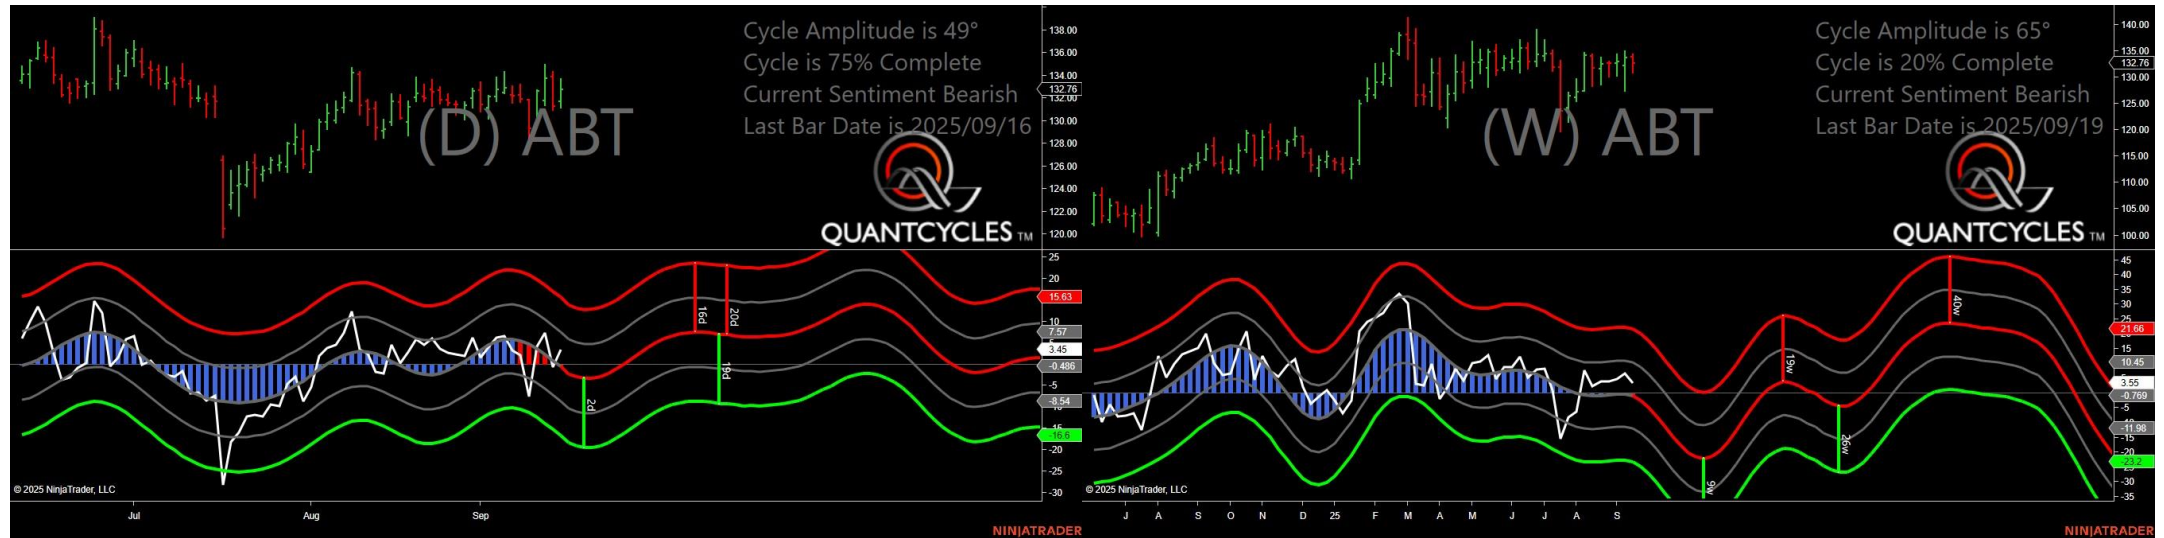 Cycle Amplitude is 49°
Cycle is 75% Complete
Current Sentiment Bearish
Last Bar Date is 2025/09/16
(D) ABT
QUANTCYCLES TM
138.00
136.00
134.00
132.76
132.00
130.00
128.00
126.00
124.00
122.00
120.00
25
20
15.63
10
7.57
3.45
-0.486
-5
-8.54
-16.6
-20
-25
-30
16d
20d
19d
2d
© 2025 NinjaTrader, LLC
Jul
Aug
Sep
NINJATRADER
Cycle Amplitude is 65°
Cycle is 20% Complete
Current Sentiment Bearish
Last Bar Date is 2025/09/19
(W) ABT
QUANTCYCLES TM
140.00
135.00
132.76
130.00
125.00
120.00
115.00
110.00
105.00
100.00
45
40
35
30
25
21.66
15
10.45
3.55
-0.769
-5
-11.98
-15
-20
-23.2
-30
-35
40w
19w
26w
9w
© 2025 NinjaTrader, LLC
J A S O N D 25 F M A M J J A S
NINJATRADER